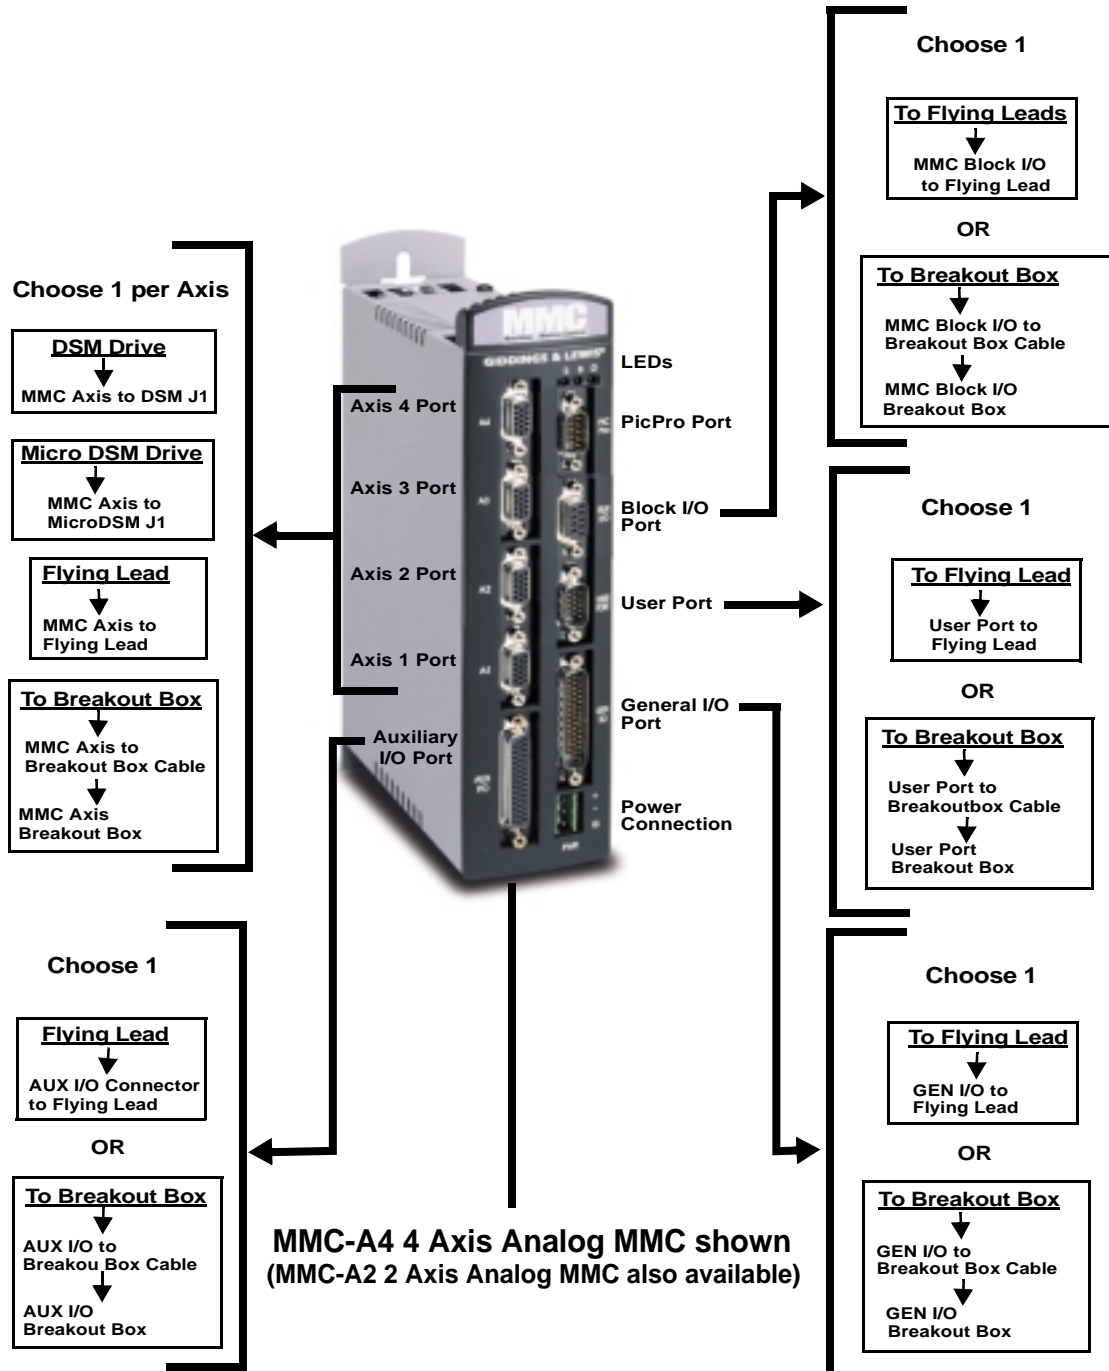 Choose 1
To Flying Leads
MMC Block I/O
to Flying Lead
OR
To Breakout Box
MMC Block I/O to
Breakout Box Cable
MMC Block I/O
Breakout Box
Choose 1 per Axis
DSM Drive
MMC Axis to DSM J1
Micro DSM Drive
MMC Axis to
MicroDSM J1
Flying Lead
MMC Axis to
Flying Lead
To Breakout Box
MMC Axis to
Breakout Box Cable
MMC Axis
Breakout Box
MMC
GIDDINGS & LEWIS
Axis 4 Port
Axis 3 Port
Axis 2 Port
Axis 1 Port
Auxiliary
I/O Port
A4
A3
A2
A1
AUX
I/O
LEDs
PicPro Port
Block I/O
Port
User Port
General I/O
Port
Power
Connection
PWR
Choose 1
To Flying Lead
User Port to
Flying Lead
OR
To Breakout Box
User Port to
Breakoutbox Cable
User Port
Breakout Box
Choose 1
Flying Lead
AUX I/O Connector
to Flying Lead
OR
To Breakout Box
AUX I/O to
Breakou Box Cable
AUX I/O
Breakout Box
Choose 1
To Flying Lead
GEN I/O to
Flying Lead
OR
To Breakout Box
GEN I/O to
Breakout Box Cable
GEN I/O
Breakout Box
MMC-A4 4 Axis Analog MMC shown
(MMC-A2 2 Axis Analog MMC also available)